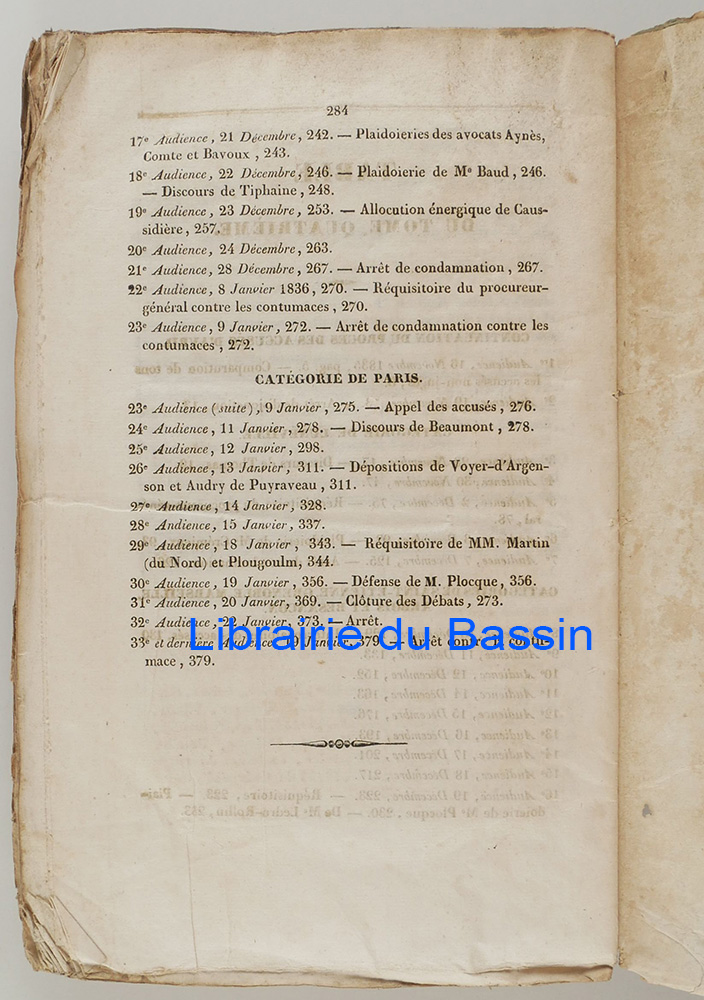 284
17e Audience, 21 Décembre, 242. — Plaidoieries des avocats Aynès,
Comte et Bavoux, 243.
18e Audience, 22 Décembre, 246. — Plaidoierie de Me Baud, 246.
— Discours de Tiphaine, 248.
19e Audience, 23 Décembre, 253. — Allocution énergique de Caus-
sidière, 257.
20e Audience, 24 Décembre, 263.
21e Audience, 28 Décembre, 267. — Arrêt de condamnation, 267.
22e Audience, 8 Janvier 1836, 270. — Réquisitoire du procureur-
général contre les contumaces, 270.
23e Audience, 9 Janvier, 272. — Arrêt de condamnation contre les
contumaces, 272.
CATÉGORIE DE PARIS.
23e Audience (suite), 9 Janvier, 275. — Appel des accusés, 276.
24e Audience, 11 Janvier, 278. — Discours de Beaumont, 278.
25e Audience, 12 Janvier, 298.
26e Audience, 13 Janvier, 311. — Dépositions de Voyer-d'Argen-
son et Audry de Puyraveau, 311.
27e Audience, 14 Janvier, 328.
28e Audience, 15 Janvier, 337.
29e Audience, 18 Janvier, 343. — Réquisitoire de MM. Martin
(du Nord) et Plougoulm, 344.
30e Audience, 19 Janvier, 356. — Défense de M. Plocque, 356.
31e Audience, 20 Janvier, 369. — Clôture des Débats, 273.
32e Audience, 22 Janvier, 373. — Arrêt.
Librairie du Bassin
33e et dernière Audience, Janvier, 379. — Arrêt contre la contu-
mace, 379.